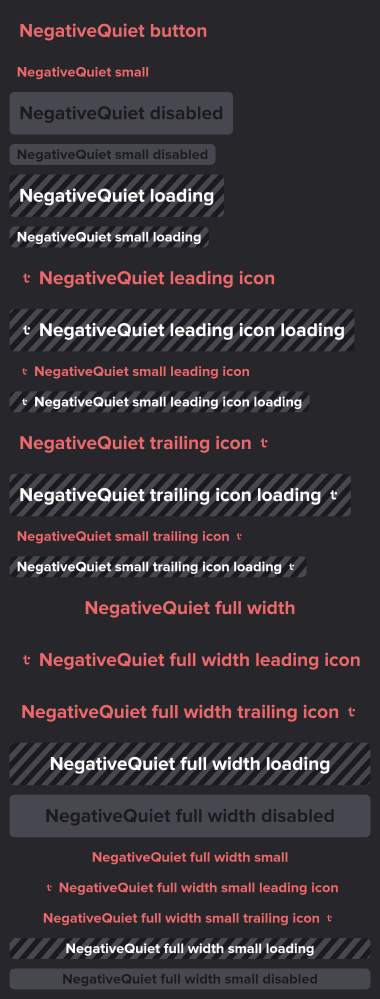 NegativeQuiet button
NegativeQuiet small
NegativeQuiet disabled
NegativeQuiet small disabled
NegativeQuiet loading
NegativeQuiet small loading
NegativeQuiet leading icon
NegativeQuiet leading icon loading
NegativeQuiet small leading icon
NegativeQuiet small leading icon loading
NegativeQuiet trailing icon
NegativeQuiet trailing icon loading
NegativeQuiet small trailing icon
NegativeQuiet small trailing icon loading
NegativeQuiet full width
NegativeQuiet full width leading icon
NegativeQuiet full width trailing icon
NegativeQuiet full width loading
NegativeQuiet full width disabled
NegativeQuiet full width small
NegativeQuiet full width small leading icon
NegativeQuiet full width small trailing icon
NegativeQuiet full width small loading
NegativeQuiet full width small disabled